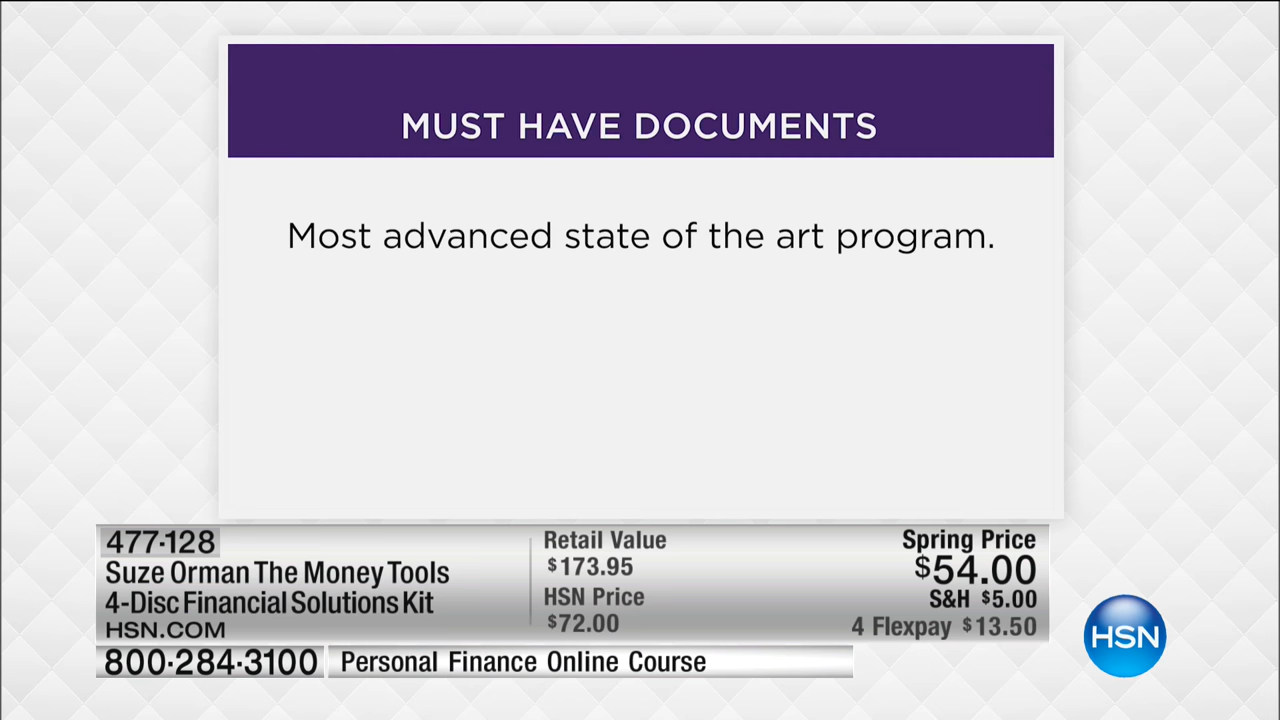 MUST HAVE DOCUMENTS
Most advanced state of the art program.
477-128
Suze Orman The Money Tools
4-Disc Financial Solutions Kit
HSN.COM
Retail Value
$173.95
HSN Price
$72.00
Spring Price
$54.00
S&H $5.00
4 Flexpay $13.50
800-284-3100
Personal Finance Online Course
HSN